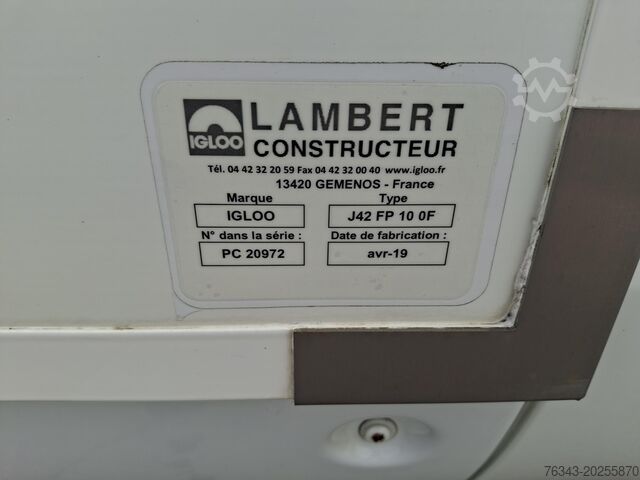 IGLOO
LAMBERT
CONSTRUCTEUR
Tél. 04 42 32 20 59 Fax 04 42 32 00 40 www.igloo.fr
13420 GEMENOS - France
Marque Type
IGLOO J42 FP 10 0F
N° dans la série : Date de fabrication :
PC 20972 avr-19
76343-20255870